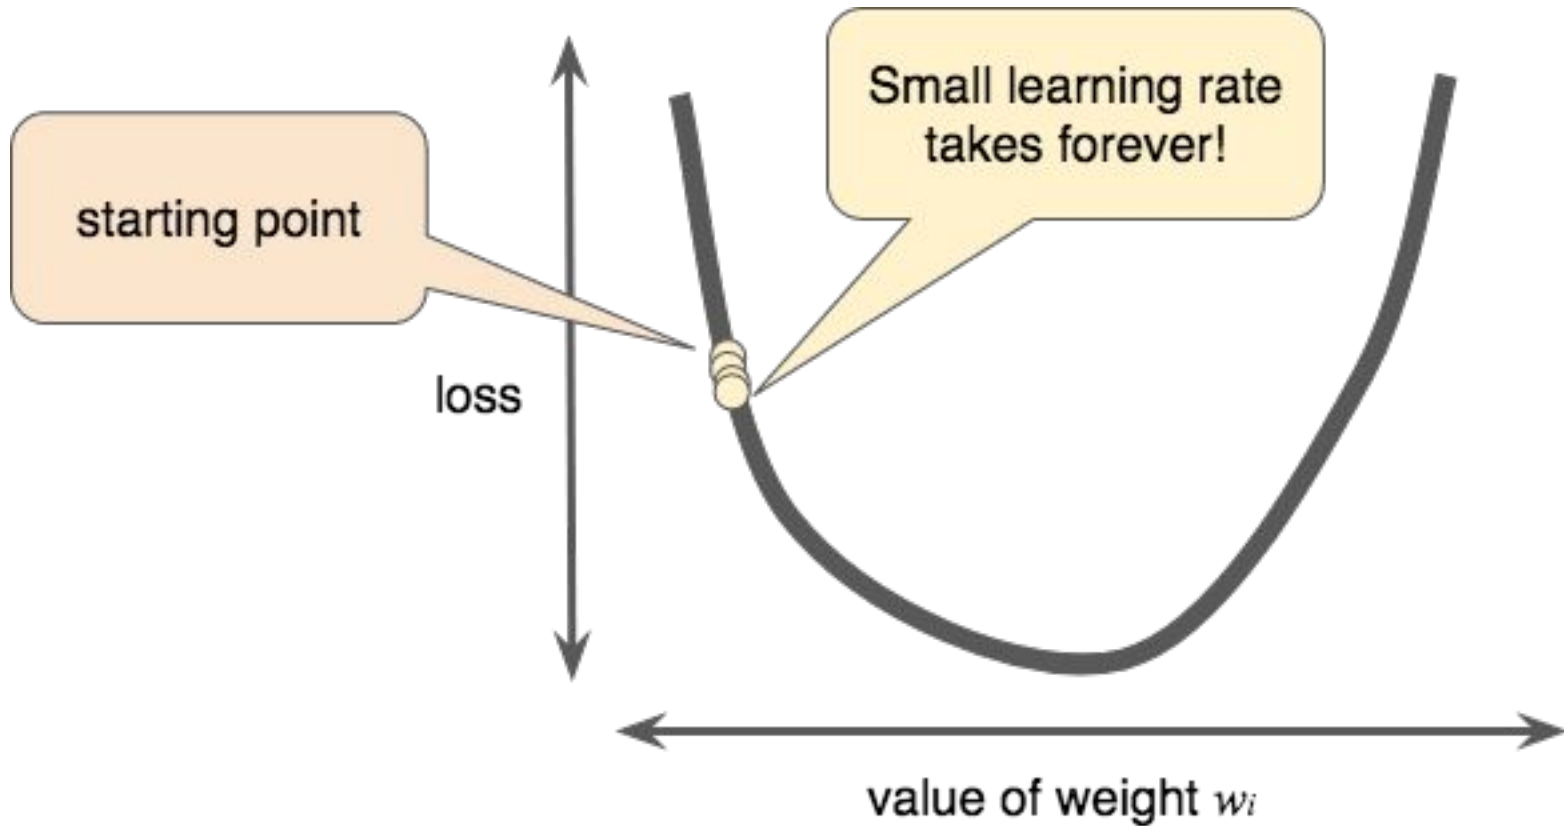 Small learning rate
takes forever!
starting point
loss
value of weight wi